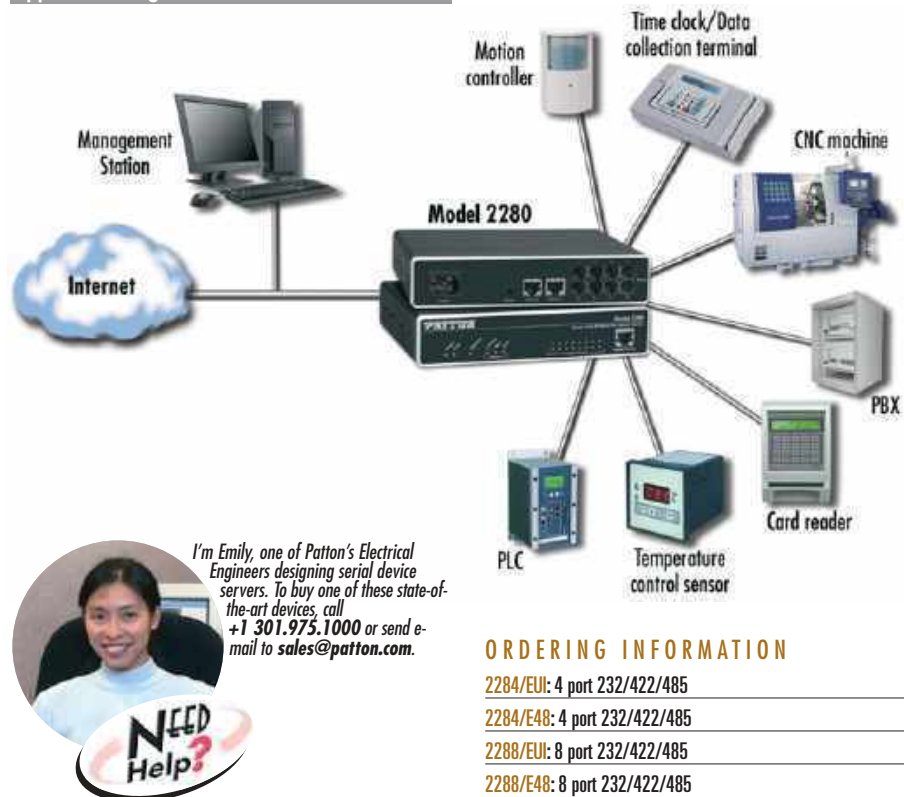 Motion
controller
Time clock/Data
collection terminal
Management
Station
CNC machine
Model 2280
Internet
PATTON
PBX
Card reader
PLC
Temperature
control sensor
I'm Emily, one of Patton's Electrical
Engineers designing serial device
servers. To buy one of these state-of-
the-art devices, call
+1 301.975.1000 or send e-
mail to sales@patton.com.
NEED
Help?
ORDERING INFORMATION
2284/EUI: 4 port 232/422/485
2284/E48: 4 port 232/422/485
2288/EUI: 8 port 232/422/485
2288/E48: 8 port 232/422/485